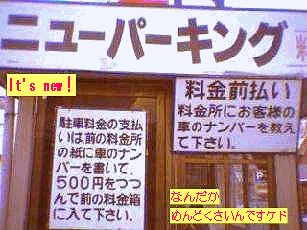 ニューパーキング
It's new!
料金前払い
料金所にお客様の
車のナンバーを教え
て下さい.
駐車料金の支払
いは前の料金所
の紙に車のナン
バーを書いて.
500円をつつ
んで前の料金箱
に入て下さい.
なんだか
めんどくさいんですケド